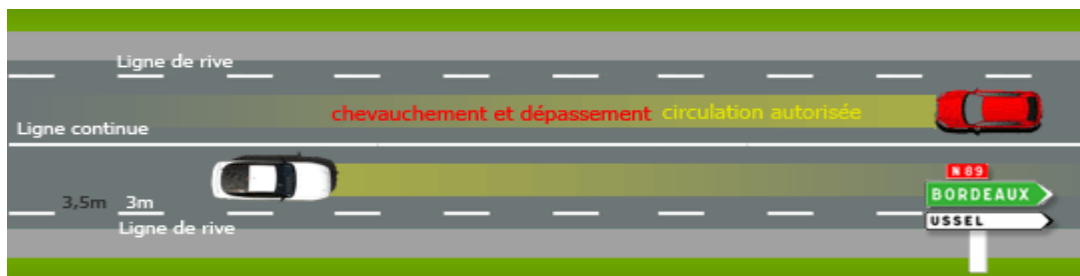 Ligne de rive
chevauchement et dépassement circulation autorisée
Ligne continue
N 89
BORDEAUX
3,5m 3m
USSEL
Ligne de rive